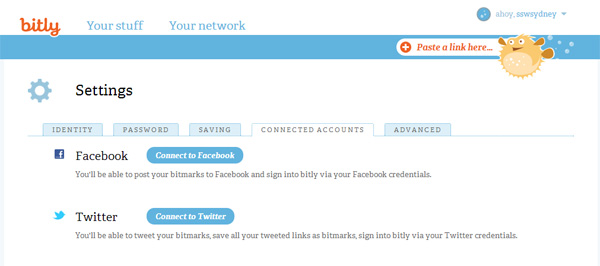 bitly Your stuff Your network ahoy, sswsydney
Paste a link here...
Settings
IDENTITY PASSWORD SAVING CONNECTED ACCOUNTS ADVANCED
Facebook Connect to Facebook
You'll be able to post your bitmarks to Facebook and sign into bitly via your Facebook credentials.
Twitter Connect to Twitter
You'll be able to tweet your bitmarks, save all your tweeted links as bitmarks, sign into bitly via your Twitter credentials.